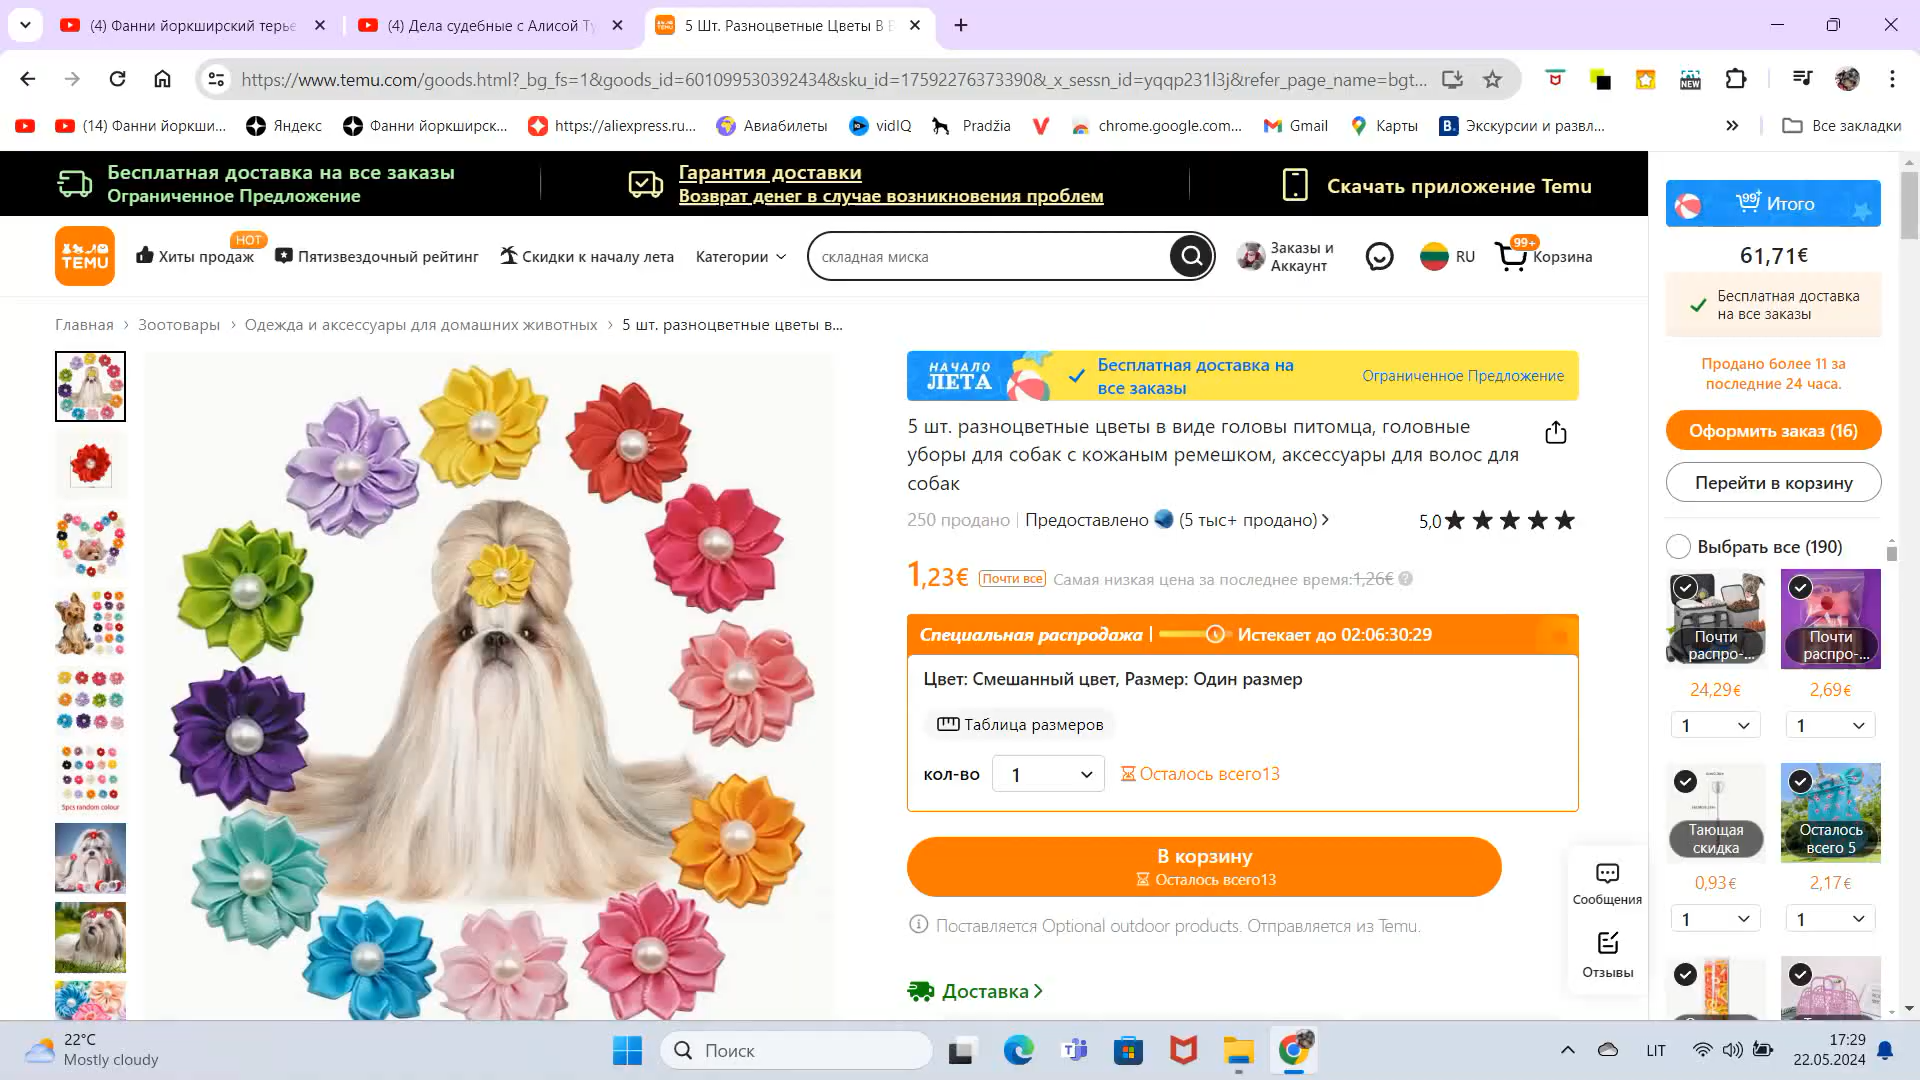 (4) Фанни йоркширский терье
(4) Дела судебные с Алисой Ту
5 Шт. Разноцветные Цветы В В
https://www.temu.com/goods.html?_bg_fs=1&goods_id=601099530392434&sku_id=17592276373390&_x_sessn_id=yqqp231l3j&refer_page_name=bgt...
NEW
(14) Фанни йоркши...
Яндекс
Фанни йоркширск...
https://aliexpress.ru...
Авиабилеты
vidIQ
Pradžia
chrome.google.com...
Gmail
Карты
B.
Экскурсии и развл...
Все закладки
Бесплатная доставка на все заказы
Ограниченное Предложение
Гарантия доставки
Возврат денег в случае возникновения проблем
Скачать приложение Temu
TEMU
Хиты продаж
HOT
Пятизвездочный рейтинг
Скидки к началу лета
Категории
складная миска
Заказы и
Аккаунт
RU
99+
Корзина
Главная › Зоотовары › Одежда и аксессуары для домашних животных › 5 шт. разноцветные цветы в...
НАЧАЛО
ЛЕТА
Бесплатная доставка на
все заказы
Ограниченное Предложение
5 шт. разноцветные цветы в виде головы питомца, головные
уборы для собак с кожаным ремешком, аксессуары для волос для
собак
250 продано | Предоставлено (5 тыс+ продано) 5,0
1,23€ Почти все Самая низкая цена за последнее время:1,26€
Специальная распродажа | Истекает до 02:06:30:29
Цвет: Смешанный цвет, Размер: Один размер
Таблица размеров
кол-во 1 Осталось всего13
В корзину
Осталось всего13
Поставляется Optional outdoor products. Отправляется из Temu.
Доставка
5pcs random colour
Сообщения
Отзывы
99+ Итого
61,71€
Бесплатная доставка
на все заказы
Продано более 11 за
последние 24 часа.
Оформить заказ (16)
Перейти в корзину
Выбрать все (190)
Почти
распро-...
Почти
распро-...
24,29€ 2,69€
1 1
Тающая
скидка
Осталось
всего 5
0,93€ 2,17€
1 1
22°C
Mostly cloudy
Поиск
LIT
17:29
22.05.2024